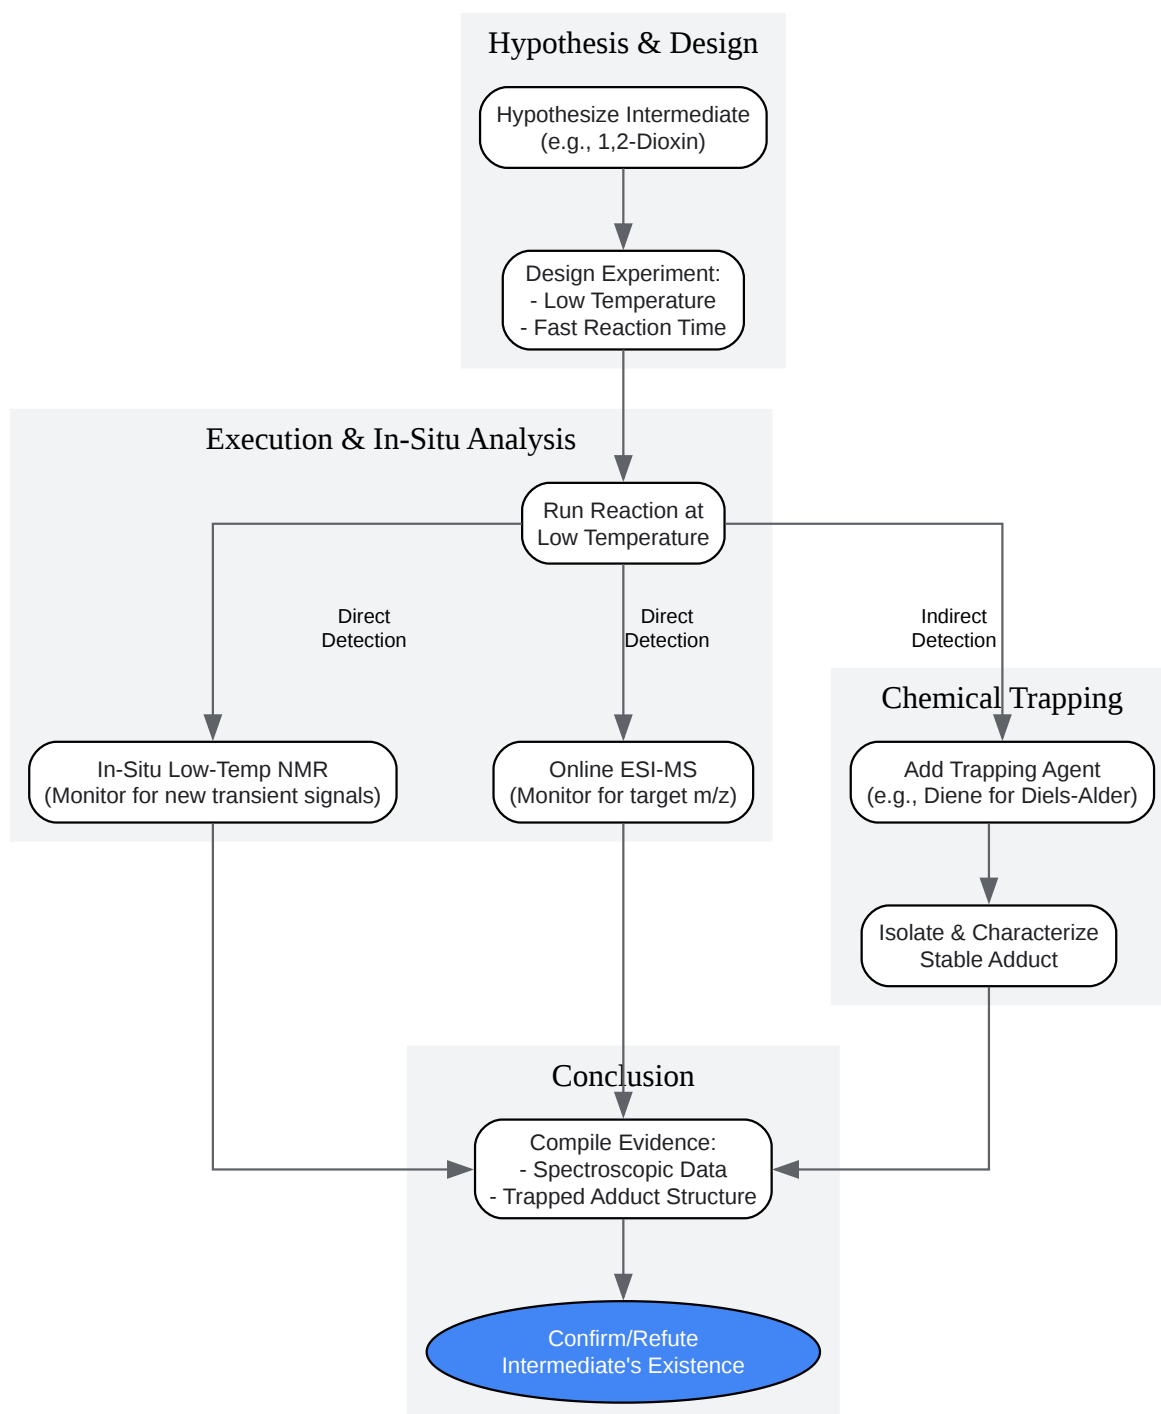 Hypothesis & Design
Hypothesize Intermediate
(e.g., 1,2-Dioxin)
Design Experiment:
- Low Temperature
- Fast Reaction Time
Execution & In-Situ Analysis
Run Reaction at
Low Temperature
Direct
Detection
Direct
Detection
Indirect
Detection
In-Situ Low-Temp NMR
(Monitor for new transient signals)
Online ESI-MS
(Monitor for target m/z)
Chemical Trapping
Add Trapping Agent
(e.g., Diene for Diels-Alder)
Isolate & Characterize
Stable Adduct
Conclusion
Compile Evidence:
- Spectroscopic Data
- Trapped Adduct Structure
Confirm/Refute
Intermediate's Existence